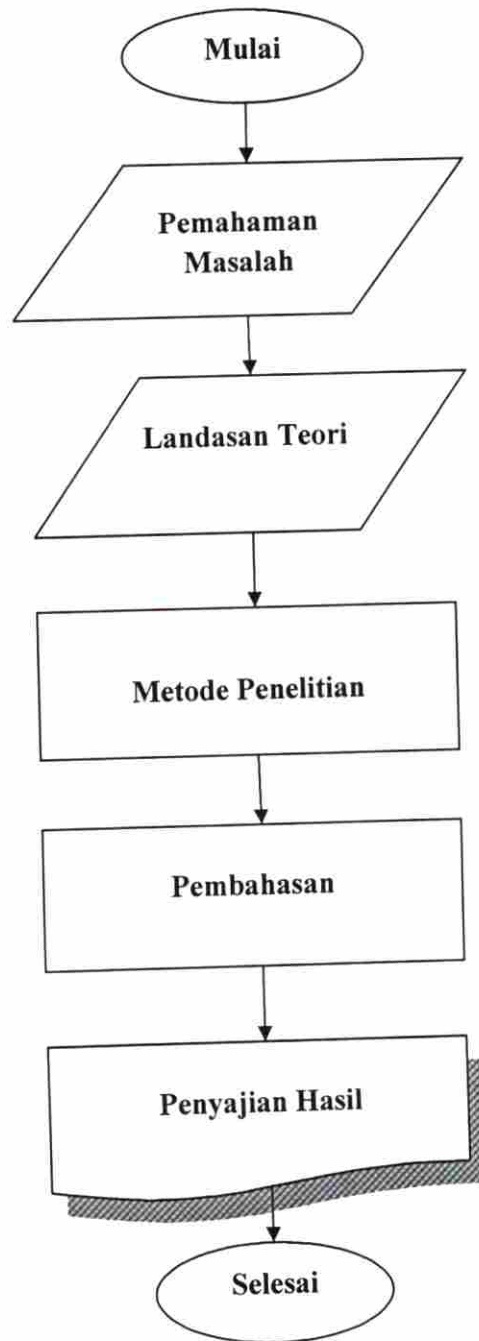 Mulai
Pemahaman
Masalah
Landasan Teori
Metode Penelitian
Pembahasan
Penyajian Hasil
Selesai